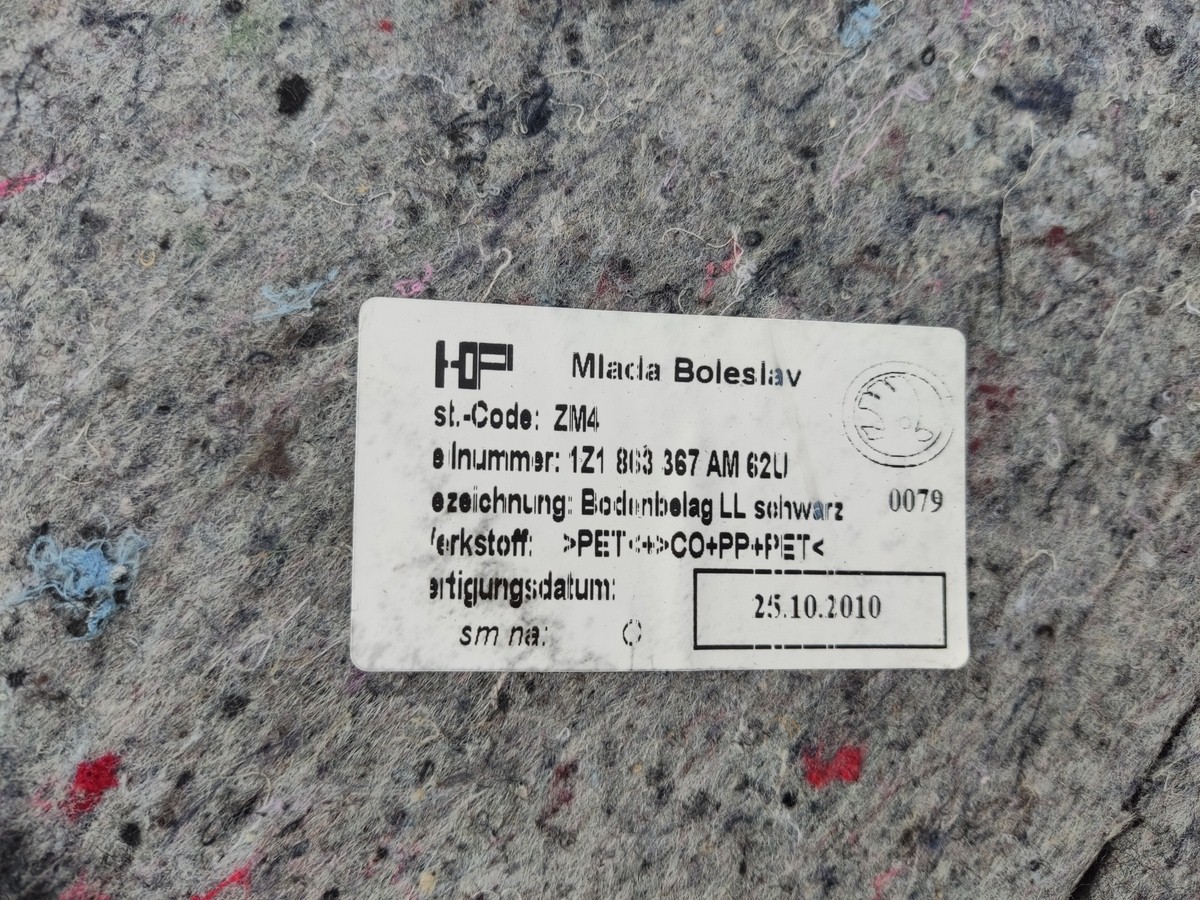 HP Mlada Boleslav
st.-Code: ZM4
eilnummer: 1Z1 863 367 AM 62U
ezeichnung: Bodenbelag LL schwarz
0079
erkstoff: >PET<+>CO+PP+PET<
ertigungsdatum:
25.10.2010
sm na: